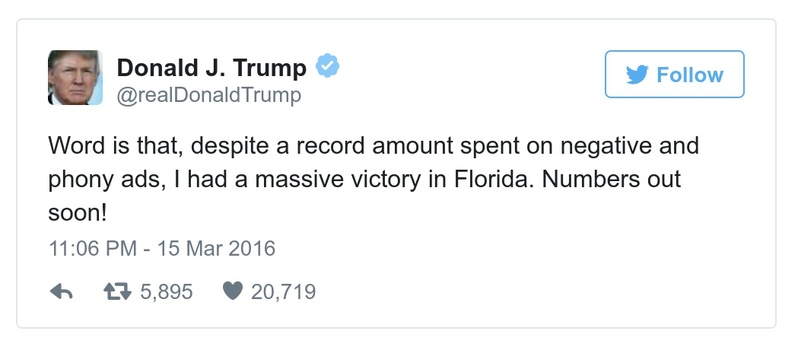 Donald J. Trump
@realDonaldTrump
Follow
Word is that, despite a record amount spent on negative and
phony ads, I had a massive victory in Florida. Numbers out
soon!
11:06 PM - 15 Mar 2016
5,895 20,719